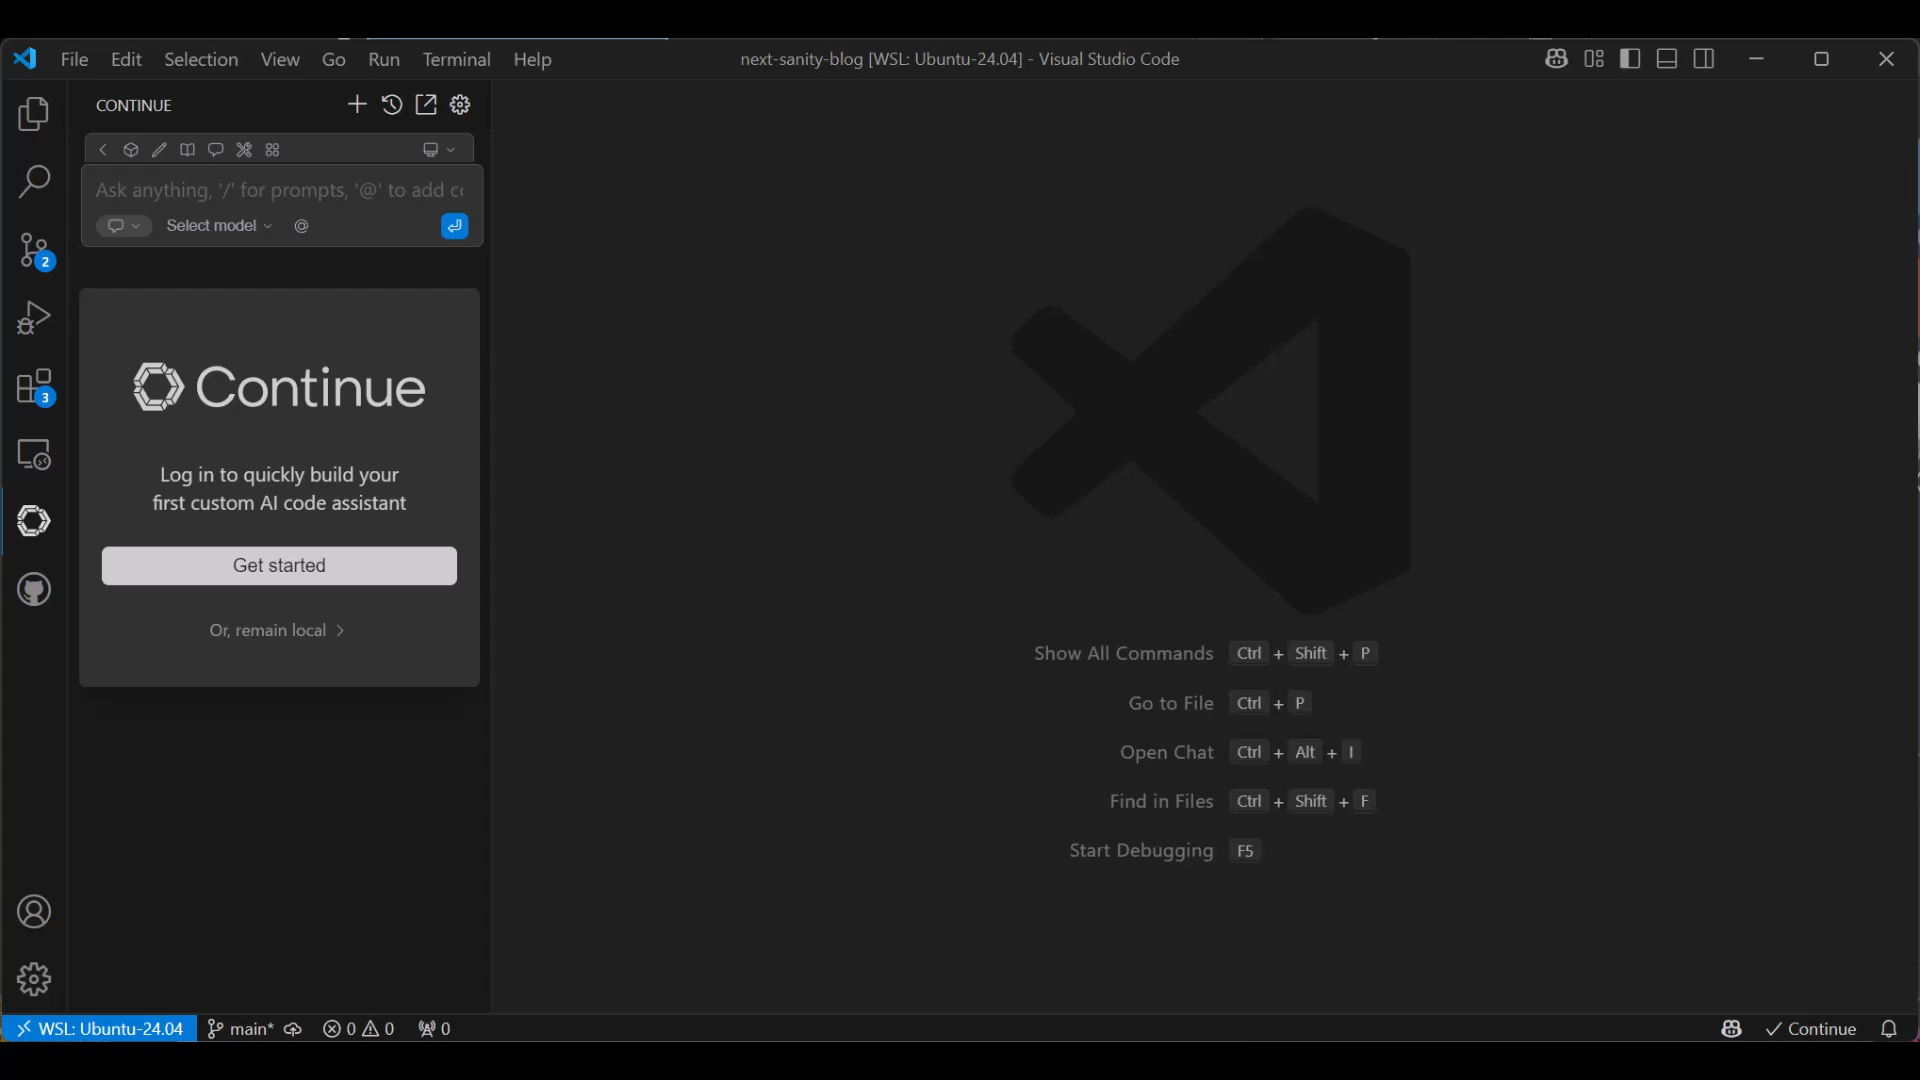 File Edit Selection View Go Run Terminal Help
next-sanity-blog [WSL: Ubuntu-24.04] - Visual Studio Code
CONTINUE
Ask anything, '/' for prompts, '@' to add
Select model @
2
3
Continue
Log in to quickly build your
first custom AI code assistant
Get started
Or, remain local
Show All Commands Ctrl + Shift + P
Go to File Ctrl + P
Open Chat Ctrl + Alt + I
Find in Files Ctrl + Shift + F
Start Debugging F5
WSL: Ubuntu-24.04 main* 0 0 0 Continue